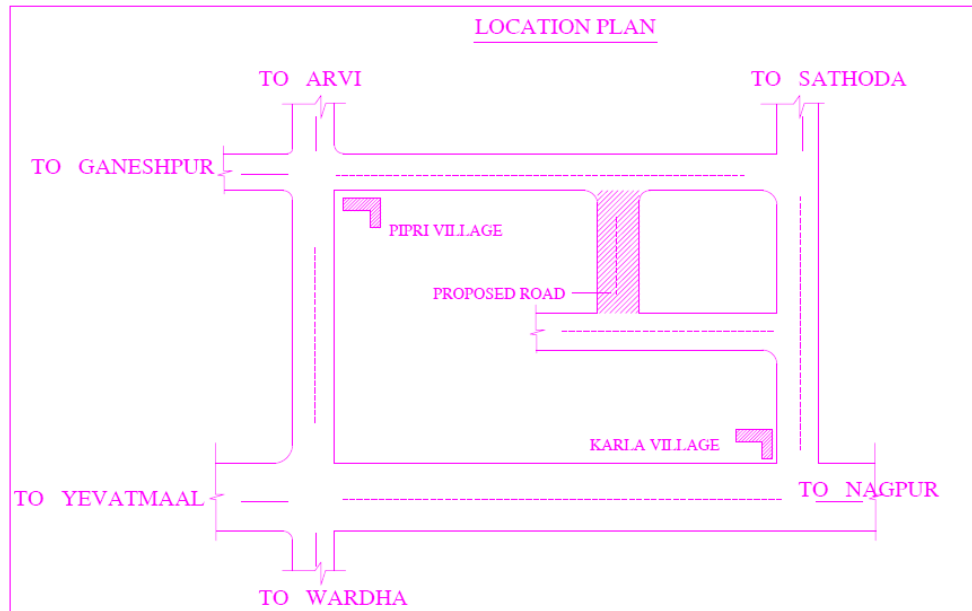 LOCATION PLAN
TO ARVI
TO SATHODA
TO GANESHPUR
PIPRI VILLAGE
PROPOSED ROAD
KARLA VILLAGE
TO YEVATMAAL
TO NAGPUR
TO WARDHA